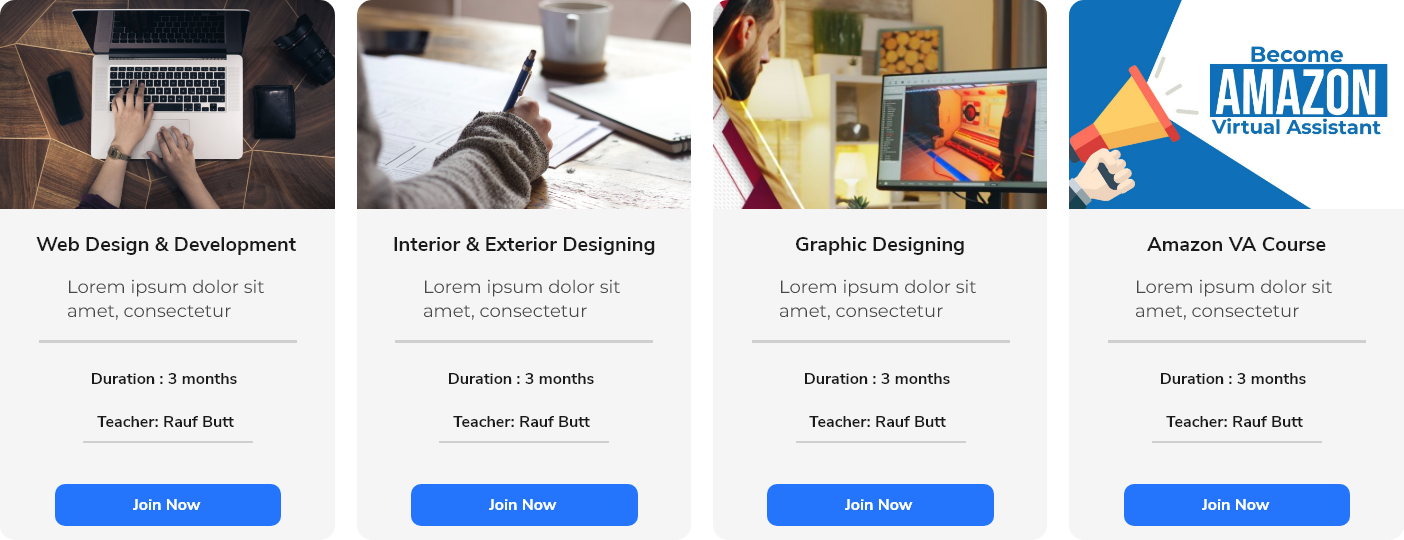 Become
AMAZON
Virtual Assistant
Web Design & Development
Lorem ipsum dolor sit
amet, consectetur
Duration : 3 months
Teacher: Rauf Butt
Join Now
Interior & Exterior Designing
Lorem ipsum dolor sit
amet, consectetur
Duration : 3 months
Teacher: Rauf Butt
Join Now
Graphic Designing
Lorem ipsum dolor sit
amet, consectetur
Duration : 3 months
Teacher: Rauf Butt
Join Now
Amazon VA Course
Lorem ipsum dolor sit
amet, consectetur
Duration : 3 months
Teacher: Rauf Butt
Join Now